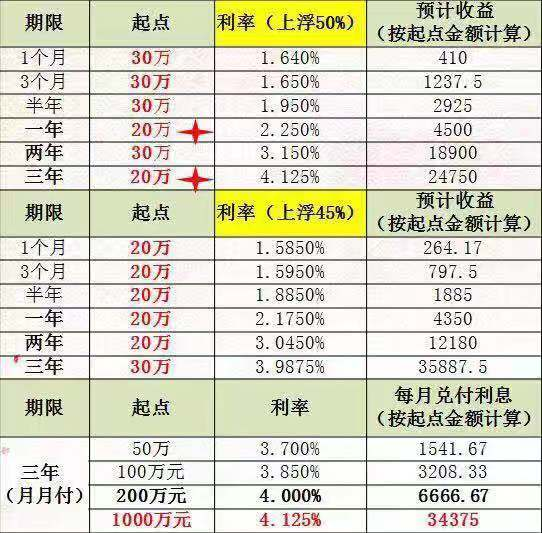 期限 起点 利率（上浮50%） 预计收益
（按起点金额计算）
1个月 30万 1.640% 410
3个月 30万 1.650% 1237.5
半年 30万 1.950% 2925
一年 20万 2.250% 4500
两年 30万 3.150% 18900
三年 20万 4.125% 24750
期限 起点 利率（上浮45%） 预计收益
（按起点金额计算）
1个月 20万 1.5850% 264.17
3个月 20万 1.5950% 797.5
半年 20万 1.8850% 1885
一年 20万 2.1750% 4350
两年 20万 3.0450% 12180
三年 30万 3.9875% 35887.5
期限 起点 利率 每月兑付利息
（按起点金额计算）
三年
（月月付）
50万 3.700% 1541.67
100万元 3.850% 3208.33
200万元 4.000% 6666.67
1000万元 4.125% 34375